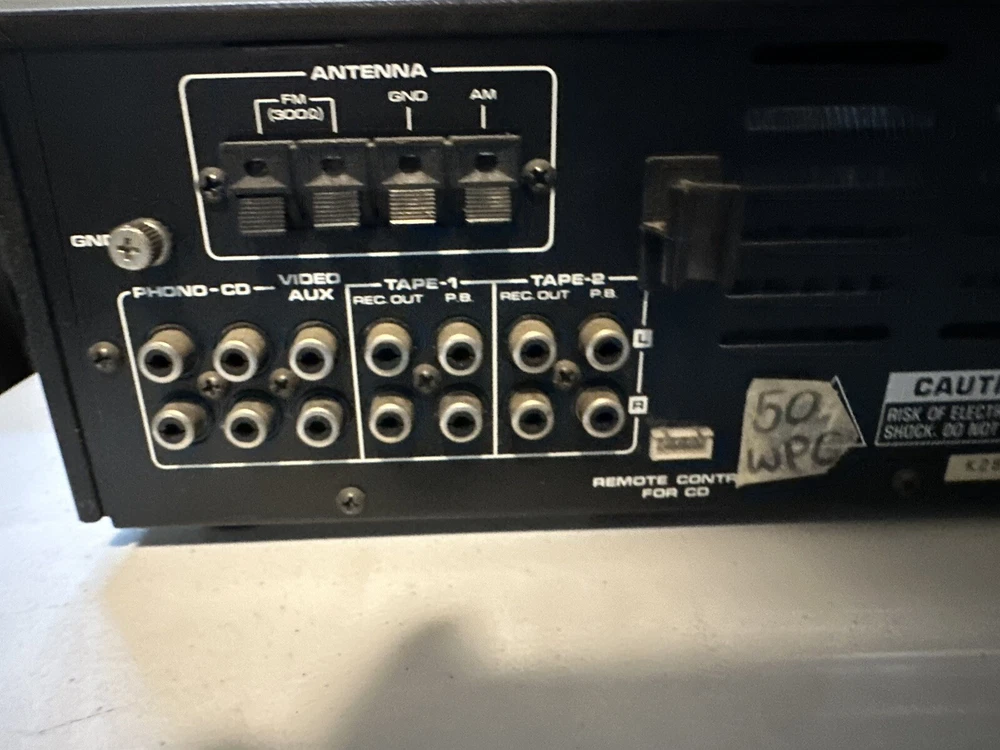 ANTENNA
FM GND AM
(300Ω)
GND
PHONO-CD VIDEO AUX TAPE-1 TAPE-2
REC. OUT P.B. REC. OUT P.B.
L
R
REMOTE CONTR
FOR CD
50
WPC
CAUT
RISK OF ELECT
SHOCK. DO NOT